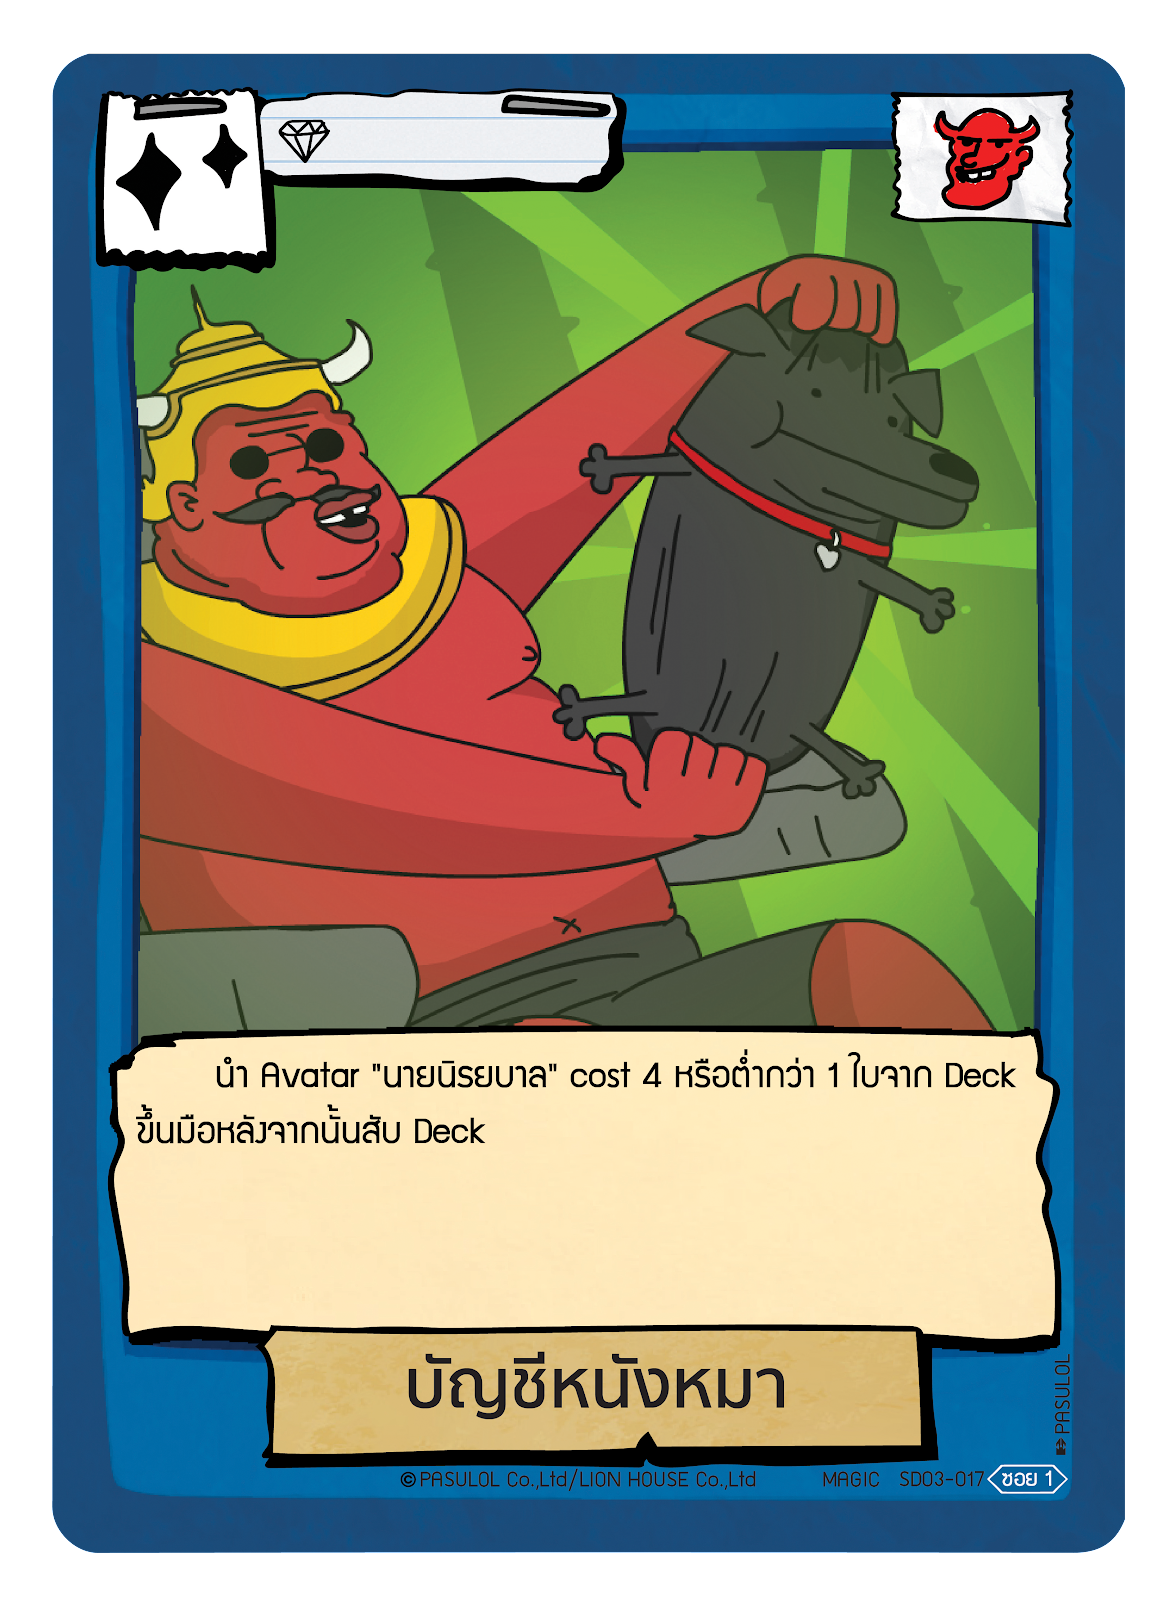 นำ Avatar "นายนิรยบาล" cost 4 หรือต่ำกว่า 1 ใบจาก Deck
ขึ้นมือหลังจากนั้นสับ Deck
บัญชีหนังหมา
PASULOL
© PASULOL Co.,Ltd/LION HOUSE Co.,Ltd MAGIC SD03-017 ซอย 1